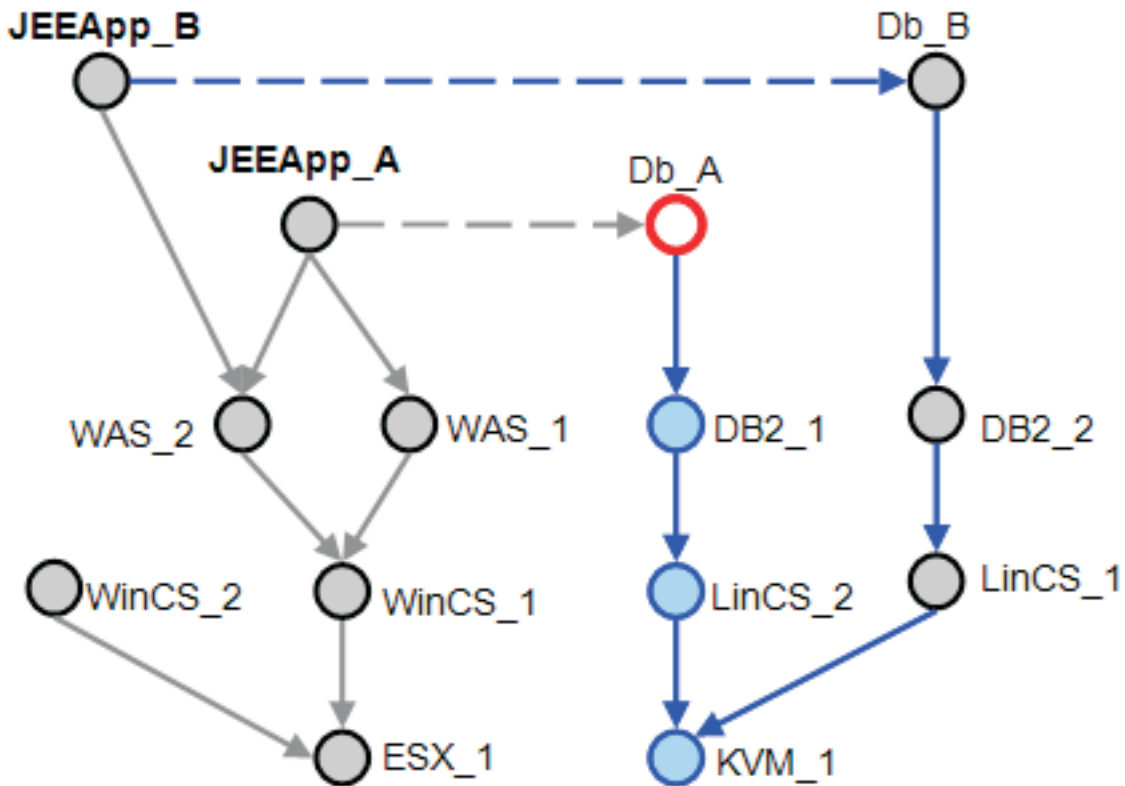 JEEApp_B
Db_B
JEEApp_A
Db_A
WAS_2
WAS_1
DB2_1
DB2_2
WinCS_2
WinCS_1
LinCS_2
LinCS_1
ESX_1
KVM_1